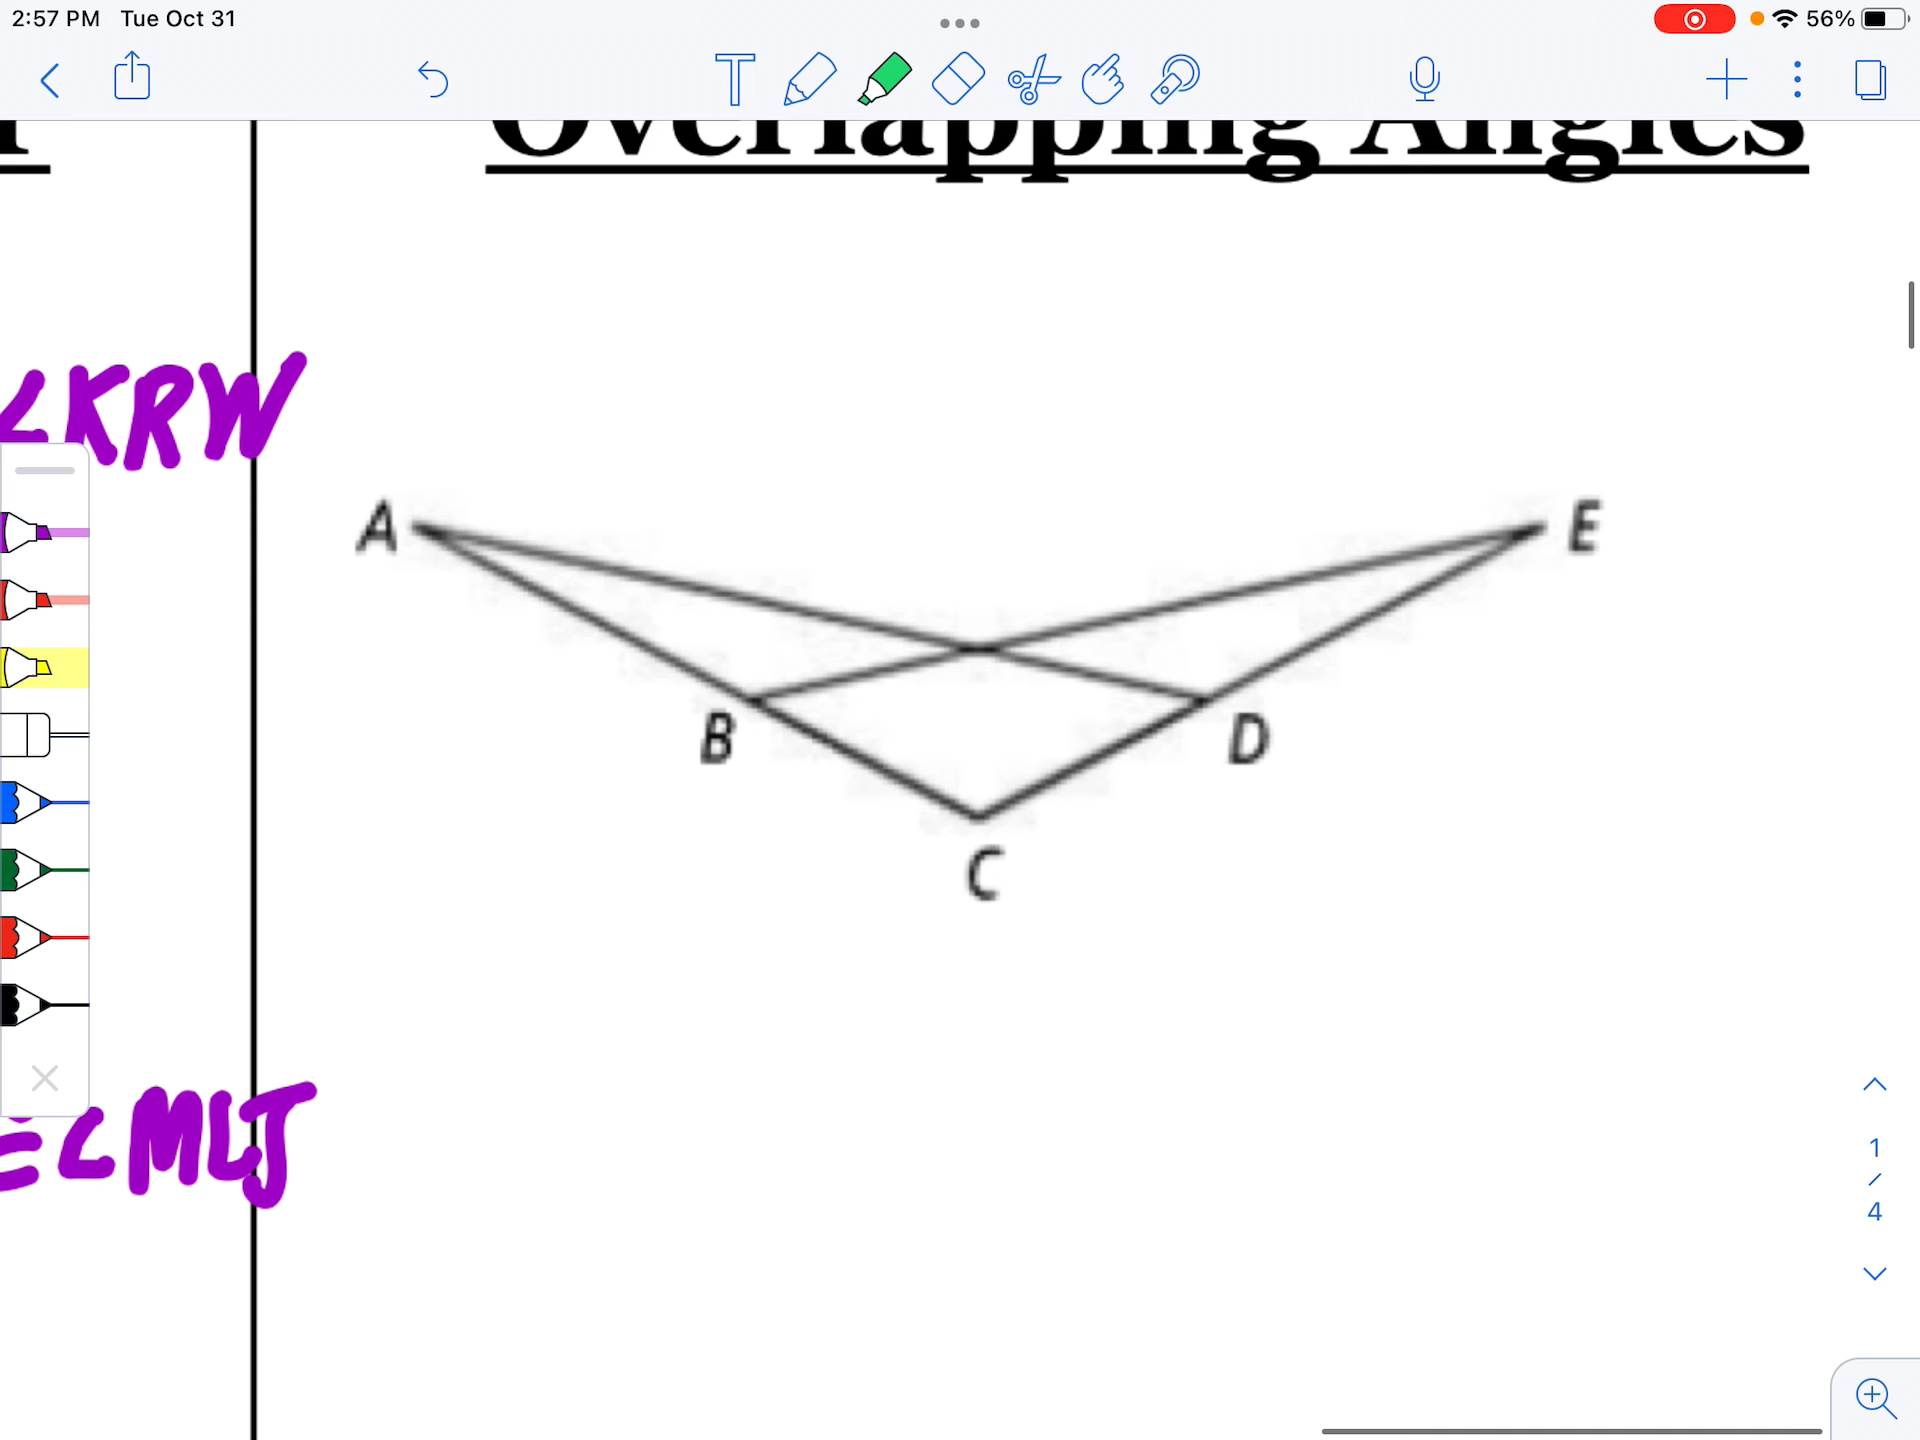 2:57 PM Tue Oct 31
56%
Overlapping Angles
<KRW
A
E
B
D
C
=<MLJ
1
/
4